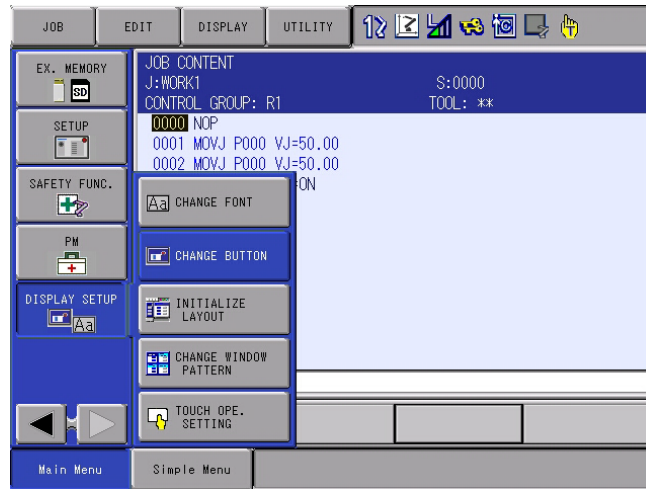 JOB EDIT DISPLAY UTILITY
EX. MEMORY
SD
SETUP
SAFETY FUNC.
PM
DISPLAY SETUP
Aa
JOB CONTENT
J:WORK1 S:0000
CONTROL GROUP: R1 TOOL: **
0000 NOP
0001 MOVJ P000 VJ=50.00
0002 MOVJ P000 VJ=50.00
=ON
Aa CHANGE FONT
CHANGE BUTTON
INITIALIZE
LAYOUT
CHANGE WINDOW
PATTERN
TOUCH OPE.
SETTING
Main Menu Simple Menu